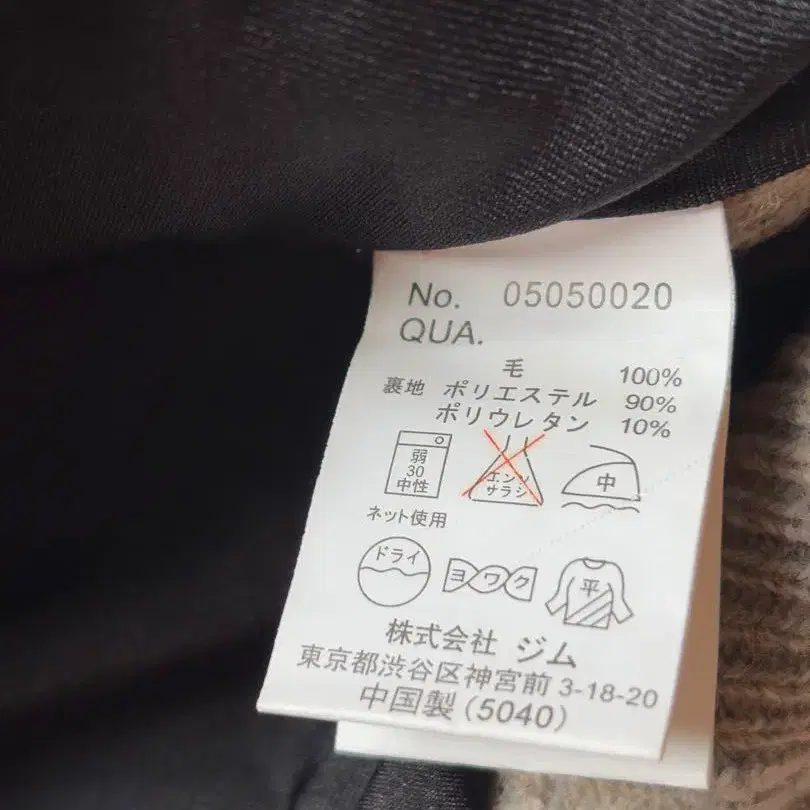 No. 05050020
QUA.
毛 100%
裏地 ポリエステル 90%
ポリウレタン 10%
弱
30
中性
エンソ
サラシ
中
ネット使用
ドライ
ヨワク
平
株式会社 ジム
東京都渋谷区神宮前 3-18-20
中国製 (5040)